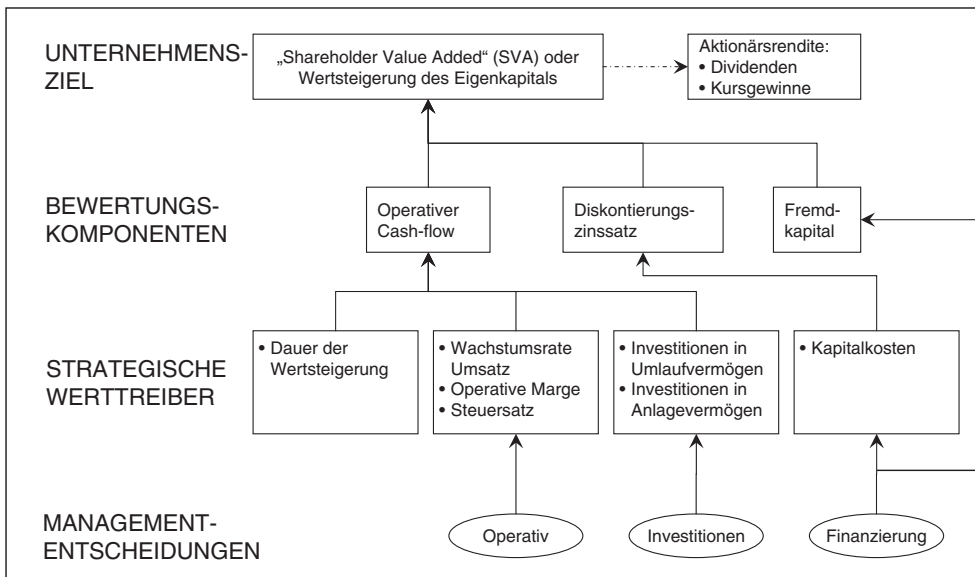 UNTERNEHMENS-
ZIEL
„Shareholder Value Added“ (SVA) oder
Wertsteigerung des Eigenkapitals
Aktionärsrendite:
• Dividenden
• Kursgewinne
BEWERTUNGS-
KOMPONENTEN
Operativer
Cash-flow
Diskontierungs-
zinssatz
Fremd-
kapital
STRATEGISCHE
WERTTREIBER
• Dauer der
Wertsteigerung
• Wachstumsrate
Umsatz
• Operative Marge
• Steuersatz
• Investitionen in
Umlaufvermögen
• Investitionen in
Anlagevermögen
• Kapitalkosten
MANAGEMENT-
ENTSCHEIDUNGEN
Operativ
Investitionen
Finanzierung